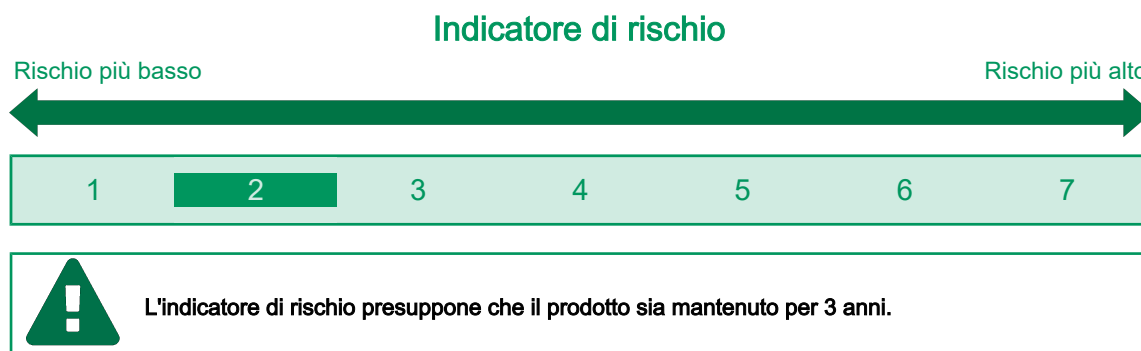 Indicatore di rischio
Rischio più basso
Rischio più alto
1 2 3 4 5 6 7
L'indicatore di rischio presuppone che il prodotto sia mantenuto per 3 anni.